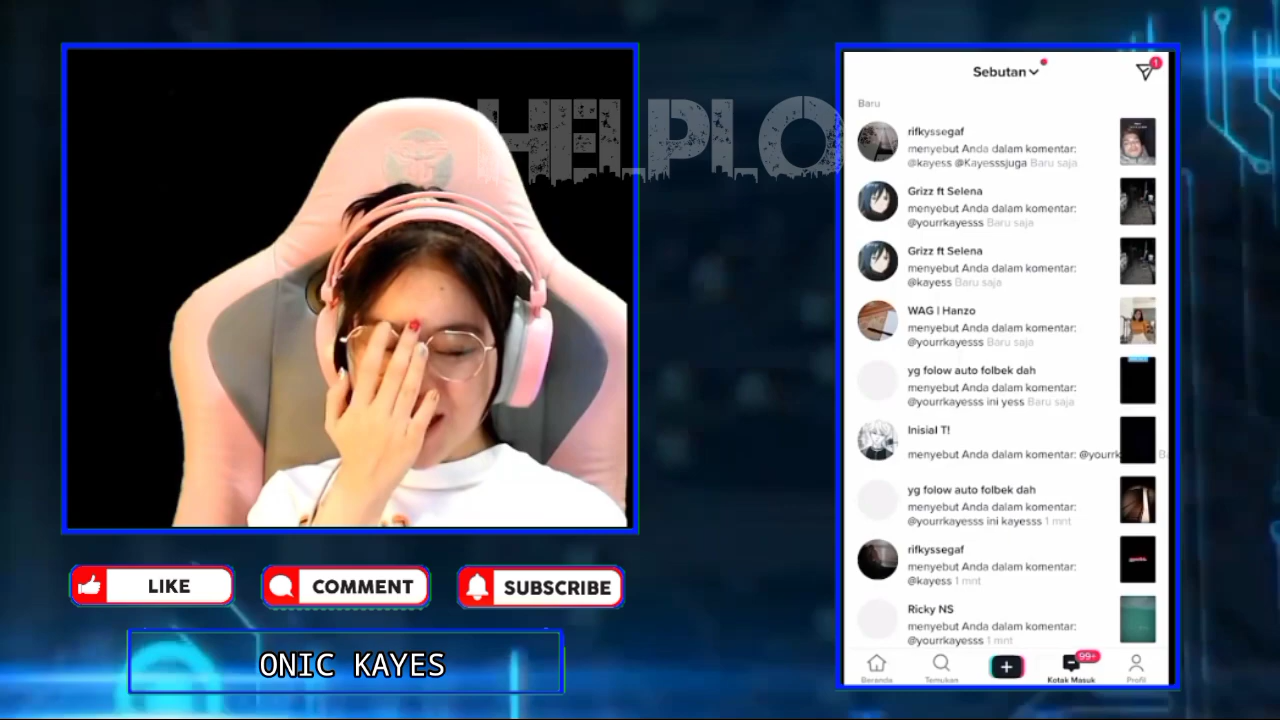 HELPLO
Sebutan
1
Baru
rifkyssegaf
menyebut Anda dalam komentar:
@kayess @Kayesssjuga Baru saja
Grizz ft Selena
menyebut Anda dalam komentar:
@yourrkayesss Baru saja
Grizz ft Selena
menyebut Anda dalam komentar:
@kayess Baru saja
WAG | Hanzo
menyebut Anda dalam komentar:
@yourrkayesss Baru saja
yg folow auto folbek dah
menyebut Anda dalam komentar:
@yourrkayesss ini yess Baru saja
Inisial T!
menyebut Anda dalam komentar: @yourrk
yg folow auto folbek dah
menyebut Anda dalam komentar:
@yourrkayesss ini kayesss 1 mnt
rifkyssegaf
menyebut Anda dalam komentar:
@kayess 1 mnt
Ricky NS
menyebut Anda dalam komentar:
@yourrkayesss 1 mnt
99+
Beranda Temukan Kotak Masuk Profil
LIKE COMMENT SUBSCRIBE
ONIC KAYES